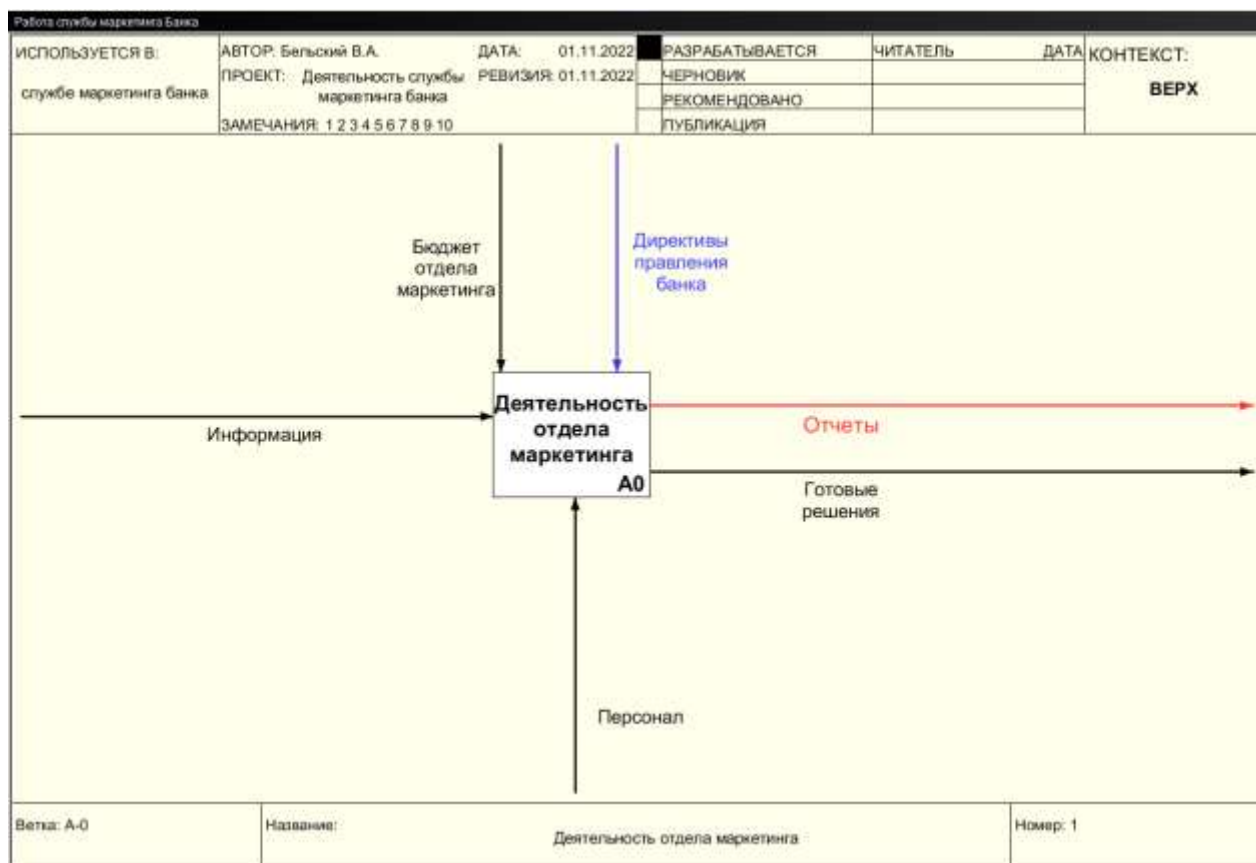 Работа службы маркетинга Банка
ИСПОЛЬЗУЕТСЯ В:
службе маркетинга банка
АВТОР: Бельский В.А.
ДАТА: 01.11.2022
ПРОЕКТ: Деятельность службы
маркетинга банка
РЕВИЗИЯ: 01.11.2022
ЗАМЕЧАНИЯ: 1 2 3 4 5 6 7 8 9 10
РАЗРАБАТЫВАЕТСЯ
ЧЕРНОВИК
РЕКОМЕНДОВАНО
ПУБЛИКАЦИЯ
ЧИТАТЕЛЬ
ДАТА
КОНТЕКСТ:
ВЕРХ
Бюджет
отдела
маркетинга
Директивы
правления
банка
Информация
Деятельность
отдела
маркетинга
A0
Отчеты
Готовые
решения
Персонал
Ветка: A-0
Название:
Деятельность отдела маркетинга
Номер: 1